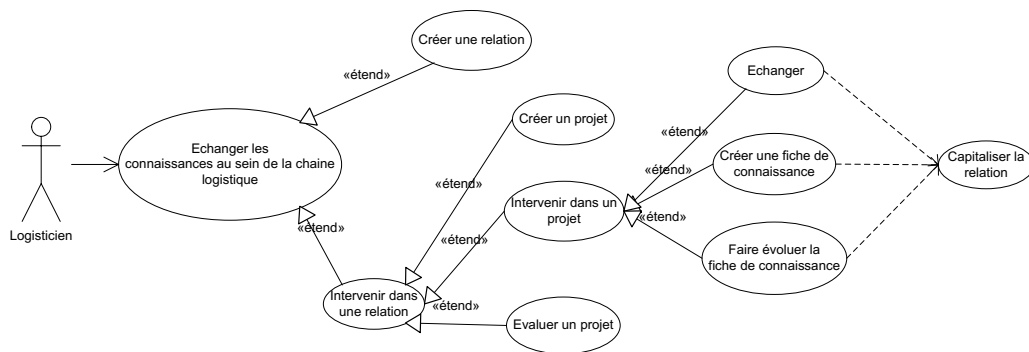 Créer une relation
«étend»
Echanger les
connaissances au sein de la chaine
logistique
Logisticien
«étend»
Intervenir dans
une relation
Créer un projet
«étend»
«étend»
Intervenir dans un
projet
«étend»
Evaluer un projet
Echanger
«étend»
Créer une fiche de
connaissance
«étend»
«étend»
Faire évoluer la
fiche de connaissance
Capitaliser la
relation